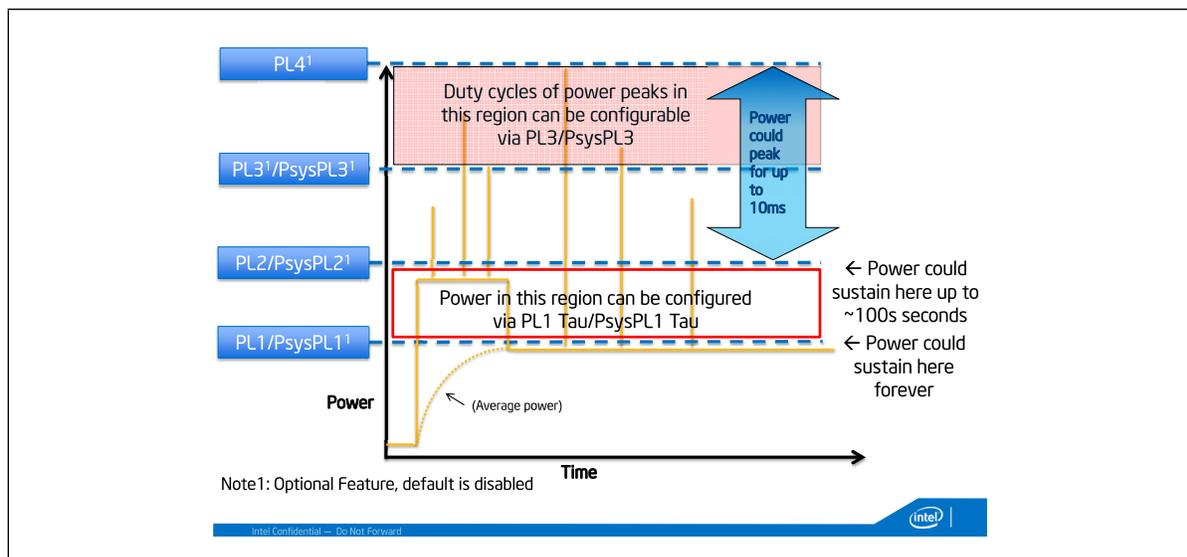 PL4¹
Duty cycles of power peaks in
this region can be configurable
via PL3/PsysPL3
Power
could
peak
for up
to
10ms
PL3¹/PsysPL3¹
PL2/PsysPL2¹
← Power could
sustain here up to
~100s seconds
Power in this region can be configured
via PL1 Tau/PsysPL1 Tau
PL1/PsysPL1¹
← Power could
sustain here
forever
Power
(Average power)
Time
Note1: Optional Feature, default is disabled
Intel Confidential — Do Not Forward
intel